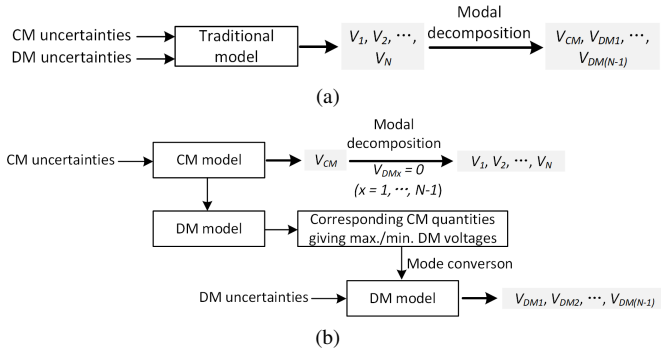 CM uncertainties
DM uncertainties
Traditional
model
V1, V2, ···,
VN
Modal
decomposition
VCM, VDM1, ···,
VDM(N-1)
(a)
CM uncertainties
CM model
VCM
Modal
decomposition
VDMx = 0
(x = 1, ···, N-1)
V1, V2, ···, VN
DM model
Corresponding CM quantities
giving max./min. DM voltages
Mode converson
DM uncertainties
DM model
VDM1, VDM2, ···, VDM(N-1)
(b)